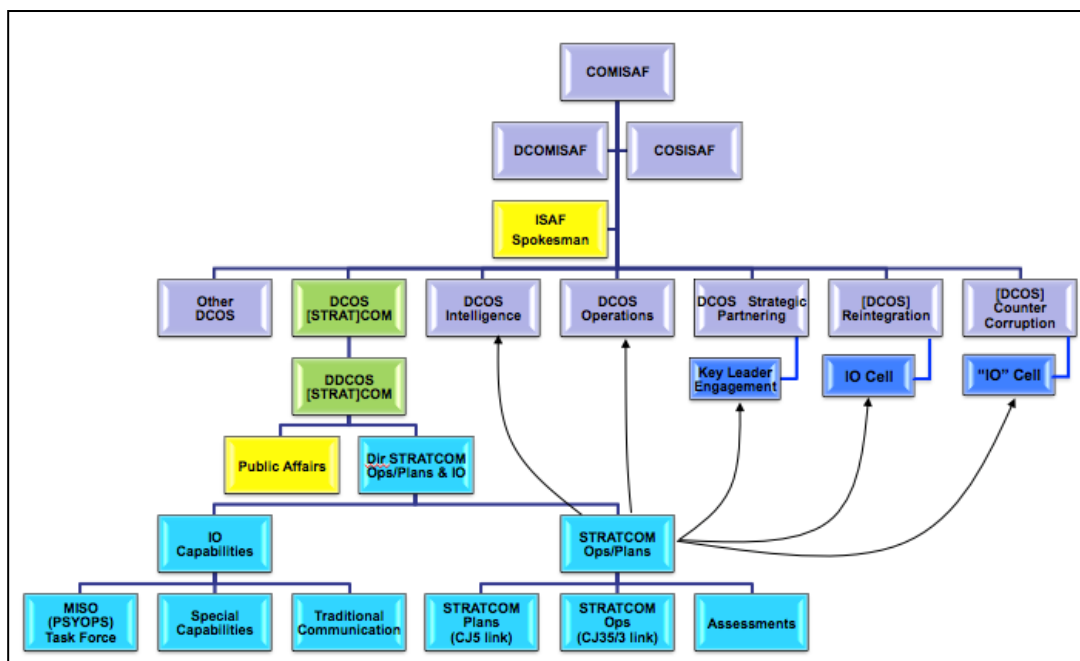 COMISAF
DCOMISAF
COSISAF
ISAF
Spokesman
Other
DCOS
DCOS
[STRAT]COM
DCOS
Intelligence
DCOS
Operations
DCOS Strategic
Partnering
[DCOS]
Reintegration
[DCOS]
Counter
Corruption
Key Leader
Engagement
IO Cell
"IO" Cell
DDCOS
[STRAT]COM
Public Affairs
Dir STRATCOM
Ops/Plans & IO
IO
Capabilities
STRATCOM
Ops/Plans
MISO
(PSYOPS)
Task Force
Special
Capabilities
Traditional
Communication
STRATCOM
Plans
(CJ5 link)
STRATCOM
Ops
(CJ35/3 link)
Assessments